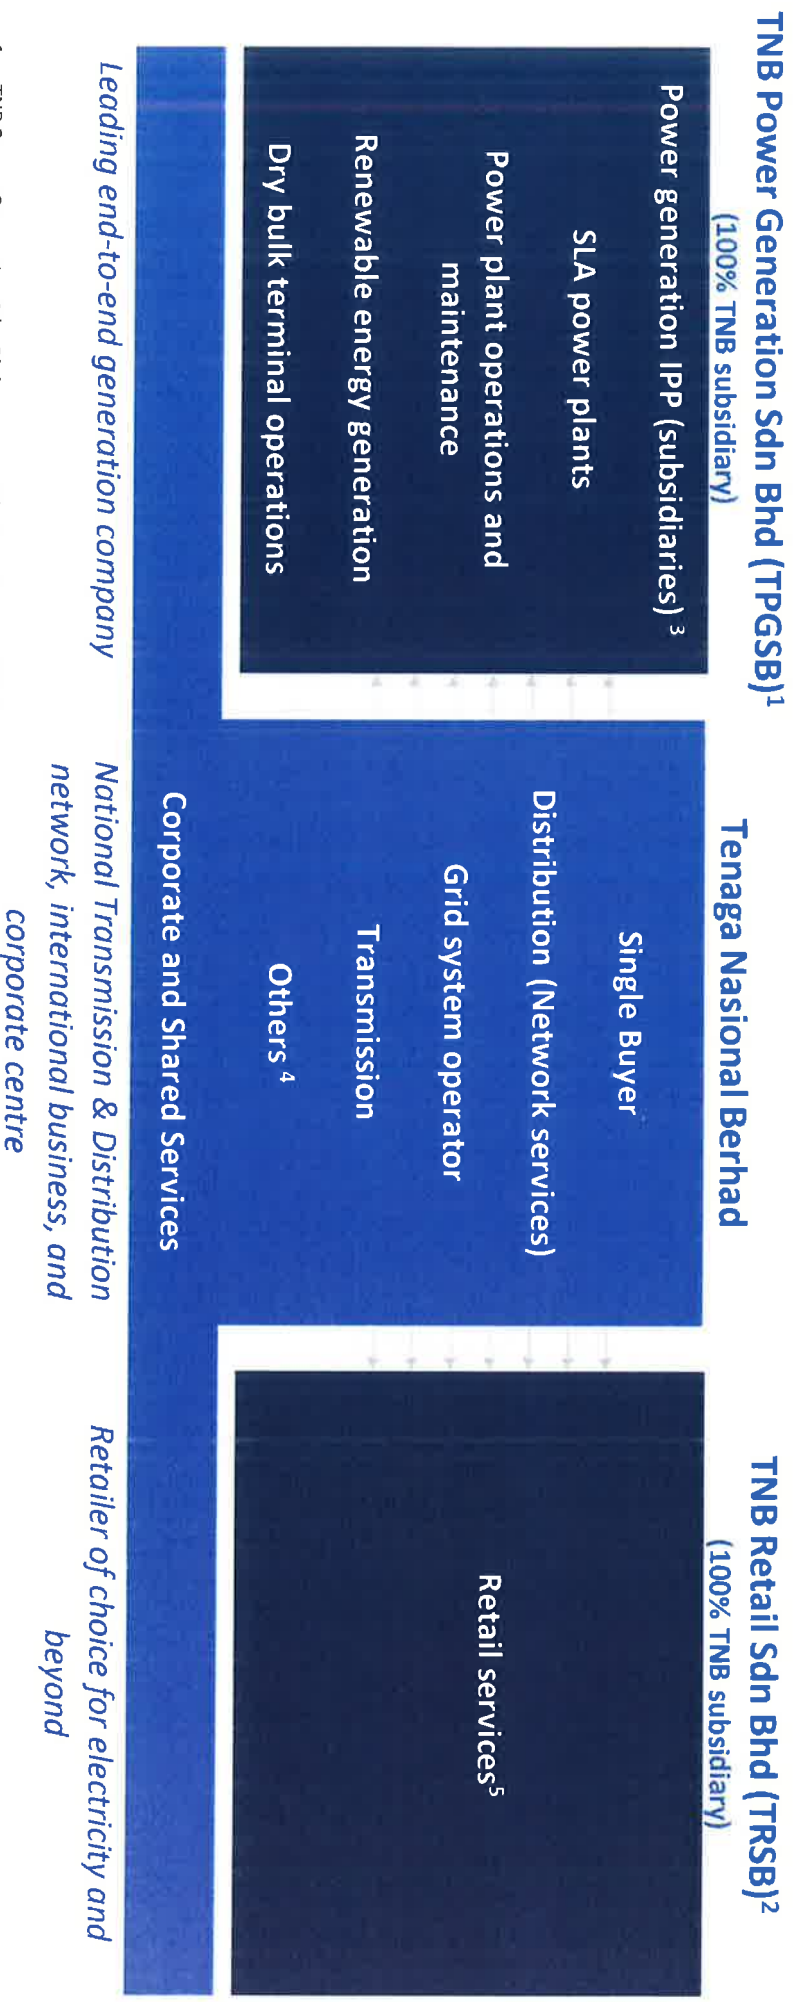 TNB Power Generation Sdn Bhd (TPGSB)¹
(100% TNB subsidiary)
Power generation IPP (subsidiaries) ³
SLA power plants
Power plant operations and
maintenance
Renewable energy generation
Dry bulk terminal operations
Leading end-to-end generation company
Tenaga Nasional Berhad
Single Buyer
Distribution (Network services)
Grid system operator
Transmission
Others ⁴
Corporate and Shared Services
National Transmission & Distribution
network, international business, and
corporate centre
TNB Retail Sdn Bhd (TRSB)²
(100% TNB subsidiary)
Retail services⁵
Retailer of choice for electricity and
beyond